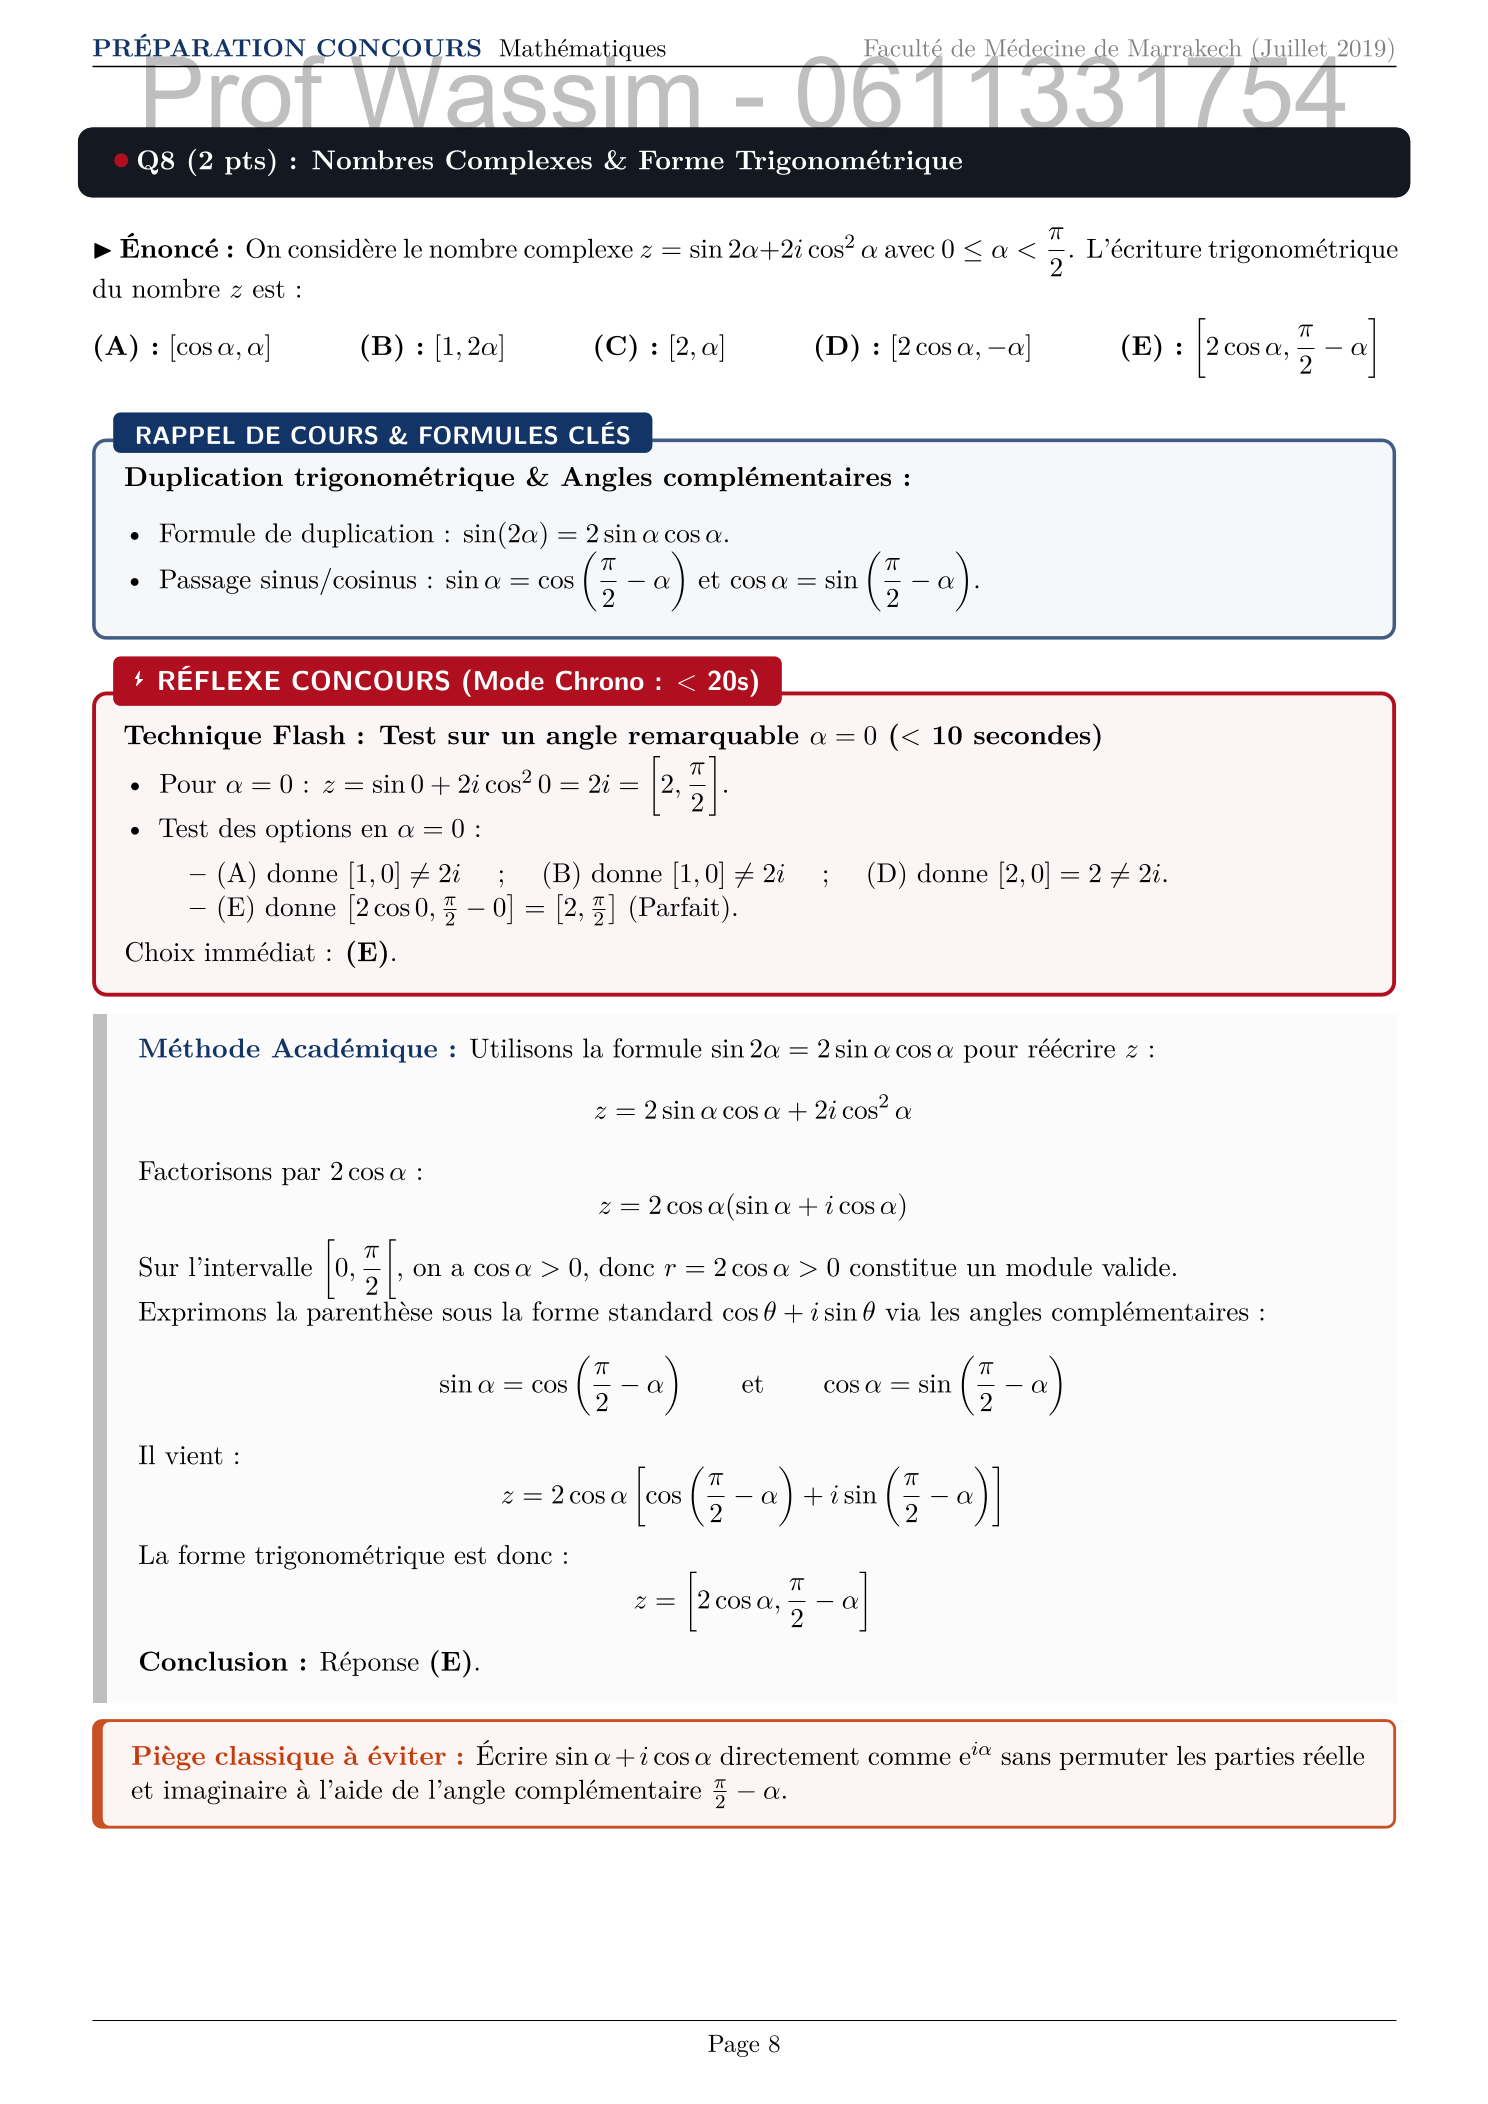 PRÉPARATION CONCOURS Mathématiques Faculté de Médecine de Marrakech (Juillet 2019)
Prof Wassim - 0611331754
● Q8 (2 pts) : Nombres Complexes & Forme Trigonométrique
▶ Énoncé : On considère le nombre complexe z = sin 2α+2i cos² α avec 0 ≤ α < π/2. L'écriture trigonométrique
du nombre z est :
(A) : [cos α, α] (B) : [1, 2α] (C) : [2, α] (D) : [2 cos α, −α] (E) : [2 cos α, π/2 − α]
RAPPEL DE COURS & FORMULES CLÉS
Duplication trigonométrique & Angles complémentaires :
• Formule de duplication : sin(2α) = 2 sin α cos α.
• Passage sinus/cosinus : sin α = cos (π/2 − α) et cos α = sin (π/2 − α).
⚡ RÉFLEXE CONCOURS (Mode Chrono : < 20s)
Technique Flash : Test sur un angle remarquable α = 0 (< 10 secondes)
• Pour α = 0 : z = sin 0 + 2i cos² 0 = 2i = [2, π/2].
• Test des options en α = 0 :
– (A) donne [1, 0] ≠ 2i ; (B) donne [1, 0] ≠ 2i ; (D) donne [2, 0] = 2 ≠ 2i.
– (E) donne [2 cos 0, π/2 − 0] = [2, π/2] (Parfait).
Choix immédiat : (E).
Méthode Académique : Utilisons la formule sin 2α = 2 sin α cos α pour réécrire z :
z = 2 sin α cos α + 2i cos² α
Factorisons par 2 cos α :
z = 2 cos α(sin α + i cos α)
Sur l'intervalle [0, π/2[, on a cos α > 0, donc r = 2 cos α > 0 constitue un module valide.
Exprimons la parenthèse sous la forme standard cos θ + i sin θ via les angles complémentaires :
sin α = cos (π/2 − α) et cos α = sin (π/2 − α)
Il vient :
z = 2 cos α [cos (π/2 − α) + i sin (π/2 − α)]
La forme trigonométrique est donc :
z = [2 cos α, π/2 − α]
Conclusion : Réponse (E).
Piège classique à éviter : Écrire sin α + i cos α directement comme e^{iα} sans permuter les parties réelle
et imaginaire à l'aide de l'angle complémentaire π/2 − α.
Page 8